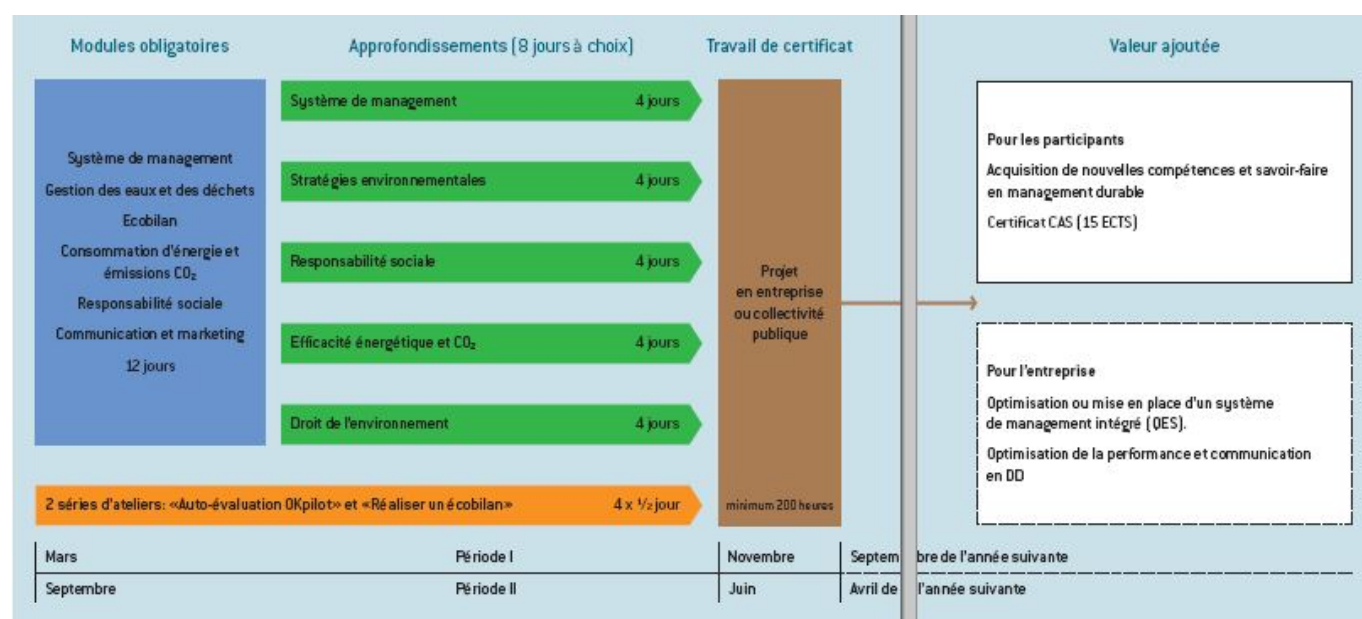 Modules obligatoires
Approfondissements (8 jours à choix)
Travail de certificat
Valeur ajoutée
Système de management
Gestion des eaux et des déchets
Ecobilan
Consommation d'énergie et
émissions CO₂
Responsabilité sociale
Communication et marketing
12 jours
Système de management 4 jours
Stratégies environnementales 4 jours
Responsabilité sociale 4 jours
Efficacité énergétique et CO₂ 4 jours
Droit de l'environnement 4 jours
2 séries d'ateliers: «Auto-évaluation OKpilot» et «Réaliser un écobilan» 4 x ½ jour
Projet
en entreprise
ou collectivité
publique
minimum 200 heures
Pour les participants
Acquisition de nouvelles compétences et savoir-faire
en management durable
Certificat CAS (15 ECTS)
Pour l'entreprise
Optimisation ou mise en place d'un système
de management intégré (QES).
Optimisation de la performance et communication
en DD
Mars Période I Novembre Septembre de l'année suivante
Septembre Période II Juin Avril de l'année suivante